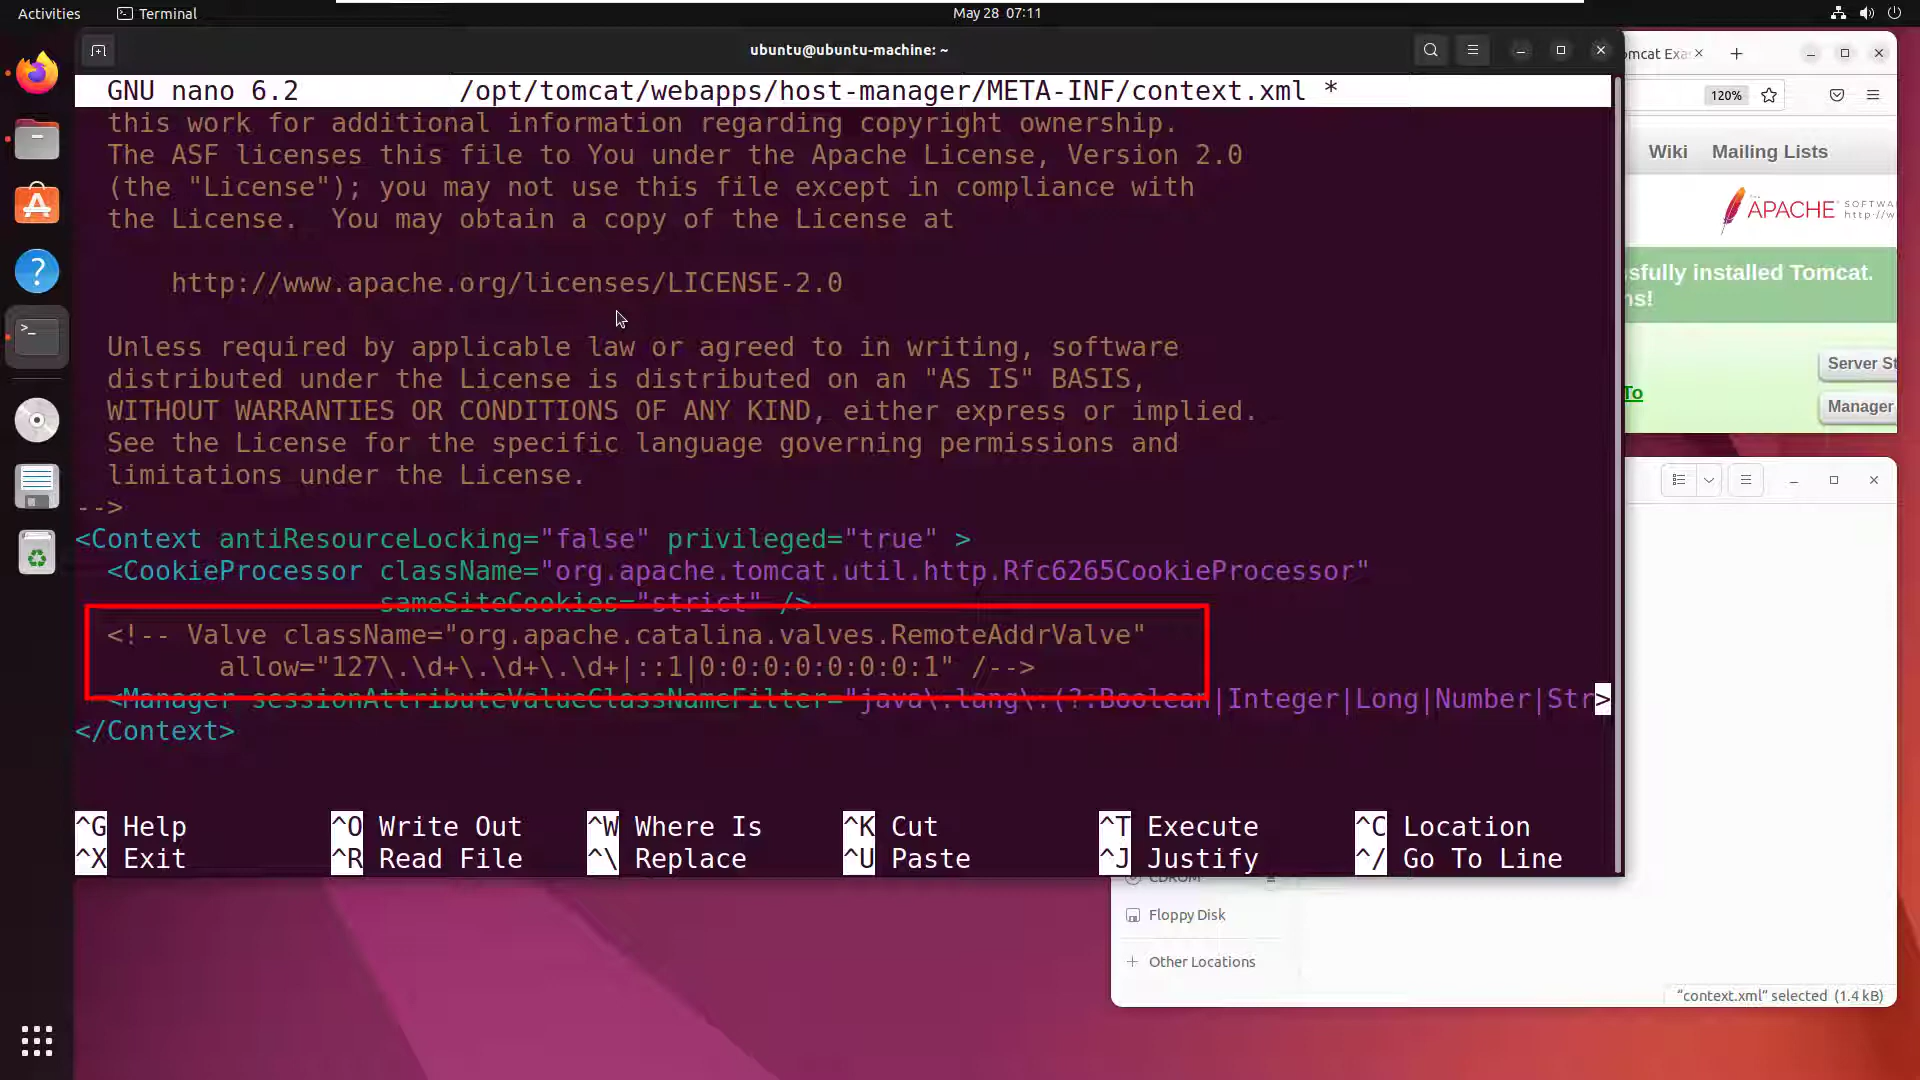 Activities
Terminal
May 28 07:11
ubuntu@ubuntu-machine: ~
GNU nano 6.2 /opt/tomcat/webapps/host-manager/META-INF/context.xml *
this work for additional information regarding copyright ownership.
The ASF licenses this file to You under the Apache License, Version 2.0
(the "License"); you may not use this file except in compliance with
the License.  You may obtain a copy of the License at
http://www.apache.org/licenses/LICENSE-2.0
Unless required by applicable law or agreed to in writing, software
distributed under the License is distributed on an "AS IS" BASIS,
WITHOUT WARRANTIES OR CONDITIONS OF ANY KIND, either express or implied.
See the License for the specific language governing permissions and
limitations under the License.
-->
<Context antiResourceLocking="false" privileged="true" >
<CookieProcessor className="org.apache.tomcat.util.http.Rfc6265CookieProcessor"
sameSiteCookies="strict" />
<!-- Valve className="org.apache.catalina.valves.RemoteAddrValve"
allow="127\.\d+\.\d+\.\d+|::1|0:0:0:0:0:0:0:1" /-->
<Manager sessionAttributeValueClassNameFilter="java\.lang\.(?:Boolean|Integer|Long|Number|Str>
</Context>
^G Help ^O Write Out ^W Where Is ^K Cut ^T Execute ^C Location
^X Exit ^R Read File ^\ Replace ^U Paste ^J Justify ^/ Go To Line
omcat Exa
120%
Wiki Mailing Lists
APACHE SOFTWA
http://w
sfully installed Tomcat.
ns!
Server St
To
Manager
CDROM
Floppy Disk
Other Locations
"context.xml" selected (1.4 kB)